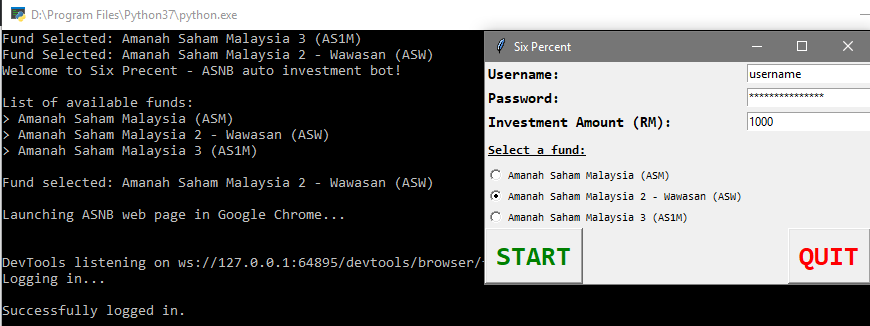 D:\Program Files\Python37\python.exe
Fund Selected: Amanah Saham Malaysia 3 (AS1M)
Fund Selected: Amanah Saham Malaysia 2 - Wawasan (ASW)
Welcome to Six Precent - ASNB auto investment bot!
List of available funds:
> Amanah Saham Malaysia (ASM)
> Amanah Saham Malaysia 2 - Wawasan (ASW)
> Amanah Saham Malaysia 3 (AS1M)
Fund selected: Amanah Saham Malaysia 2 - Wawasan (ASW)
Launching ASNB web page in Google Chrome...
DevTools listening on ws://127.0.0.1:64895/devtools/browser/
Logging in...
Successfully logged in.
Six Percent
Username: username
Password: ***************
Investment Amount (RM): 1000
Select a fund:
Amanah Saham Malaysia (ASM)
Amanah Saham Malaysia 2 - Wawasan (ASW)
Amanah Saham Malaysia 3 (AS1M)
START QUIT